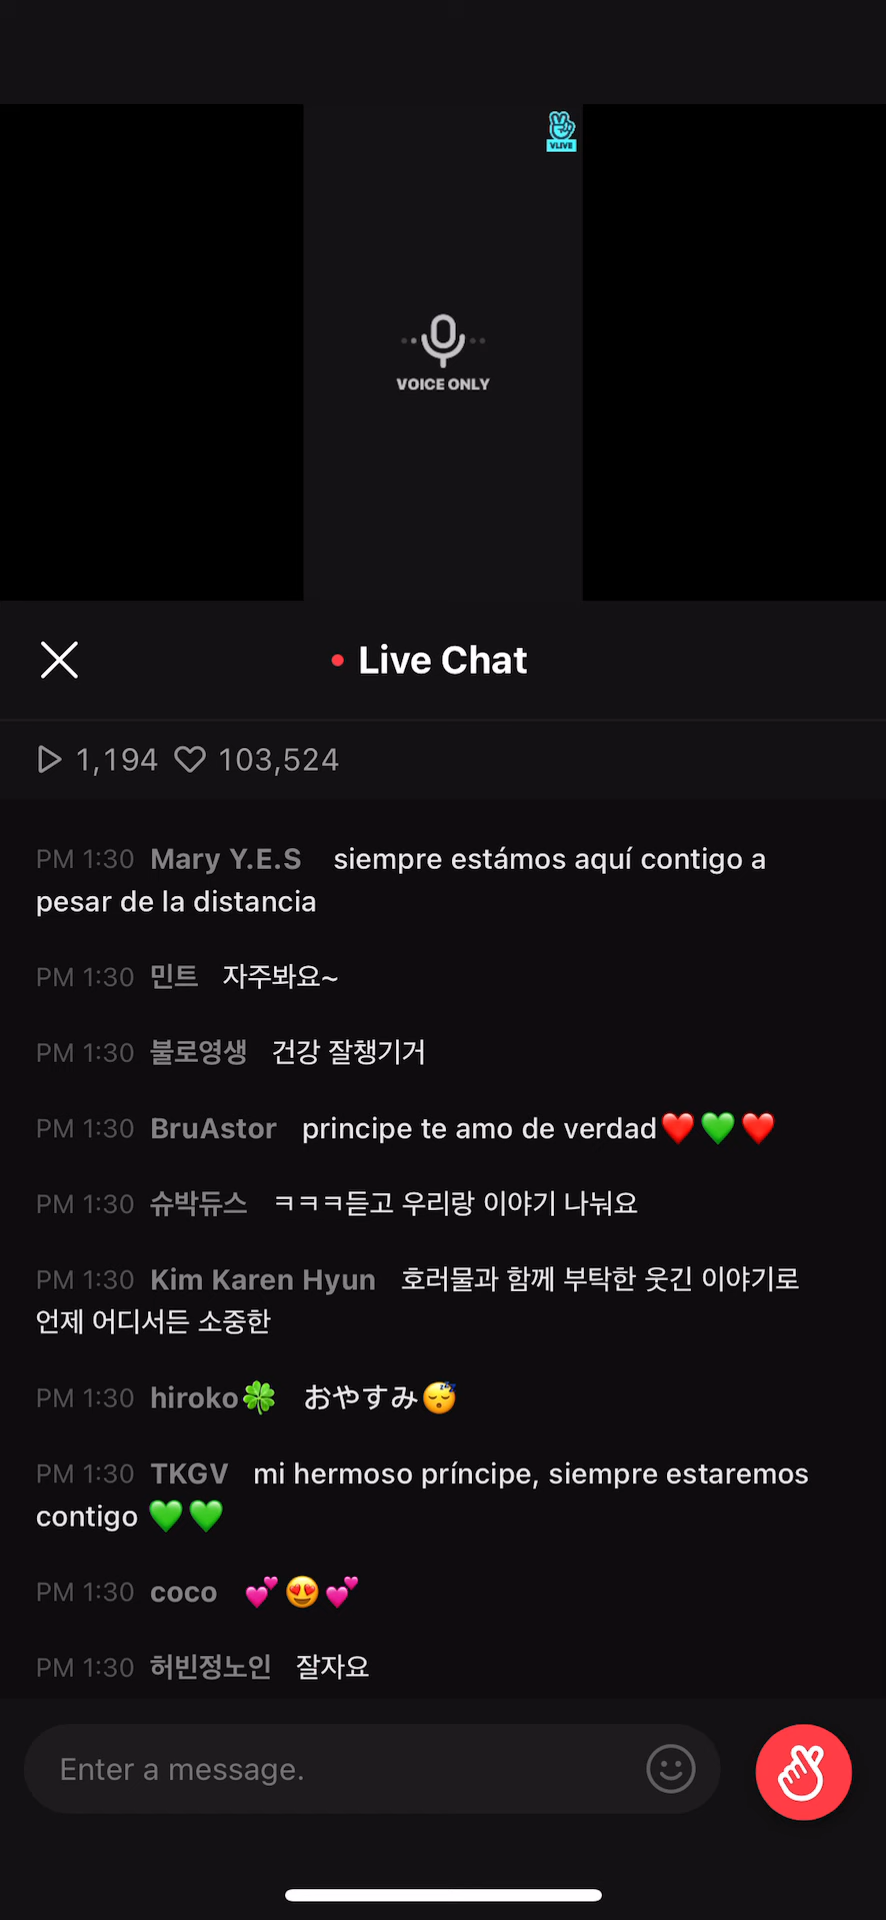 VLIVE
VOICE ONLY
Live Chat
1,194 103,524
PM 1:30 Mary Y.E.S siempre estámos aquí contigo a
pesar de la distancia
PM 1:30 민트 자주봐요~
PM 1:30 불로영생 건강 잘챙기거
PM 1:30 BruAstor principe te amo de verdad❤️💚❤️
PM 1:30 슈박듀스 ㅋㅋㅋ듣고 우리랑 이야기 나눠요
PM 1:30 Kim Karen Hyun 호러물과 함께 부탁한 웃긴 이야기로
언제 어디서든 소중한
PM 1:30 hiroko🍀 おやすみ😴
PM 1:30 TKGV mi hermoso príncipe, siempre estaremos
contigo 💚💚
PM 1:30 coco 💕😍💕
PM 1:30 허빈정노인 잘자요
Enter a message.